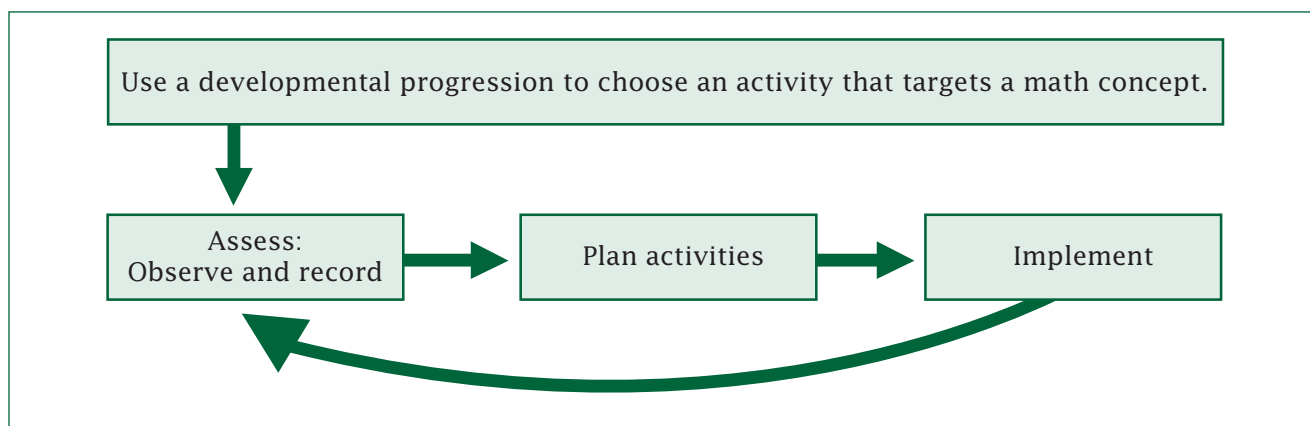 Use a developmental progression to choose an activity that targets a math concept.
Assess:
Observe and record
Plan activities
Implement